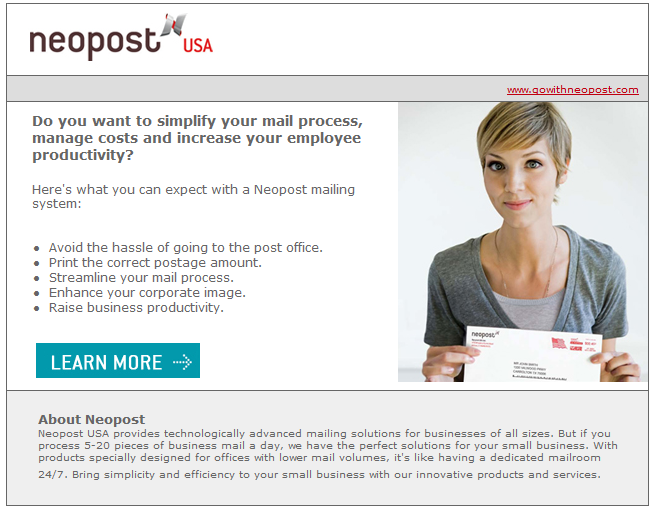 neopost USA
www.gowithneopost.com
Do you want to simplify your mail process,
manage costs and increase your employee
productivity?
Here's what you can expect with a Neopost mailing
system:
Avoid the hassle of going to the post office.
Print the correct postage amount.
Streamline your mail process.
Enhance your corporate image.
Raise business productivity.
LEARN MORE
neopost
About Neopost
Neopost USA provides technologically advanced mailing solutions for businesses of all sizes. But if you
process 5-20 pieces of business mail a day, we have the perfect solutions for your small business. With
products specially designed for offices with lower mail volumes, it's like having a dedicated mailroom
24/7. Bring simplicity and efficiency to your small business with our innovative products and services.